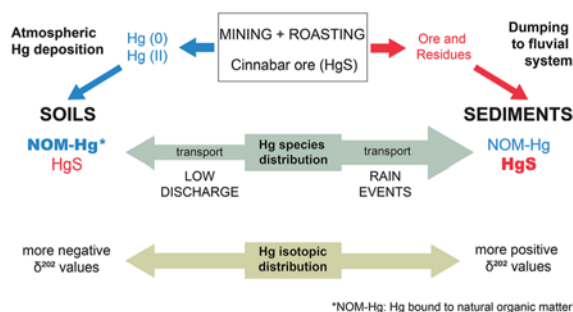 Atmospheric
Hg deposition
Hg (0)
Hg (II)
MINING + ROASTING
Cinnabar ore (HgS)
Ore and
Residues
Dumping
to fluvial
system
SOILS
NOM-Hg*
HgS
transport
LOW
DISCHARGE
Hg species
distribution
transport
RAIN
EVENTS
SEDIMENTS
NOM-Hg
HgS
more negative
δ²⁰² values
Hg isotopic
distribution
more positive
δ²⁰² values
*NOM-Hg: Hg bound to natural organic matter